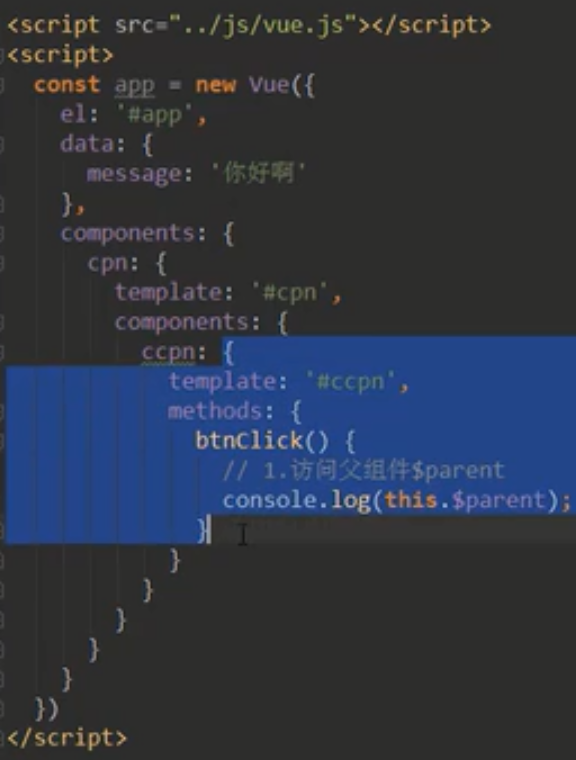 <script src="../js/vue.js"></script>
<script>
  const app = new Vue({
    el: '#app',
    data: {
      message: '你好啊'
    },
    components: {
      cpn: {
        template: '#cpn',
        components: {
          ccpn: {
            template: '#ccpn',
            methods: {
              btnClick() {
                // 1.访问父组件$parent
                console.log(this.$parent);
              }
            }
          }
        }
      }
    }
  })
</script>